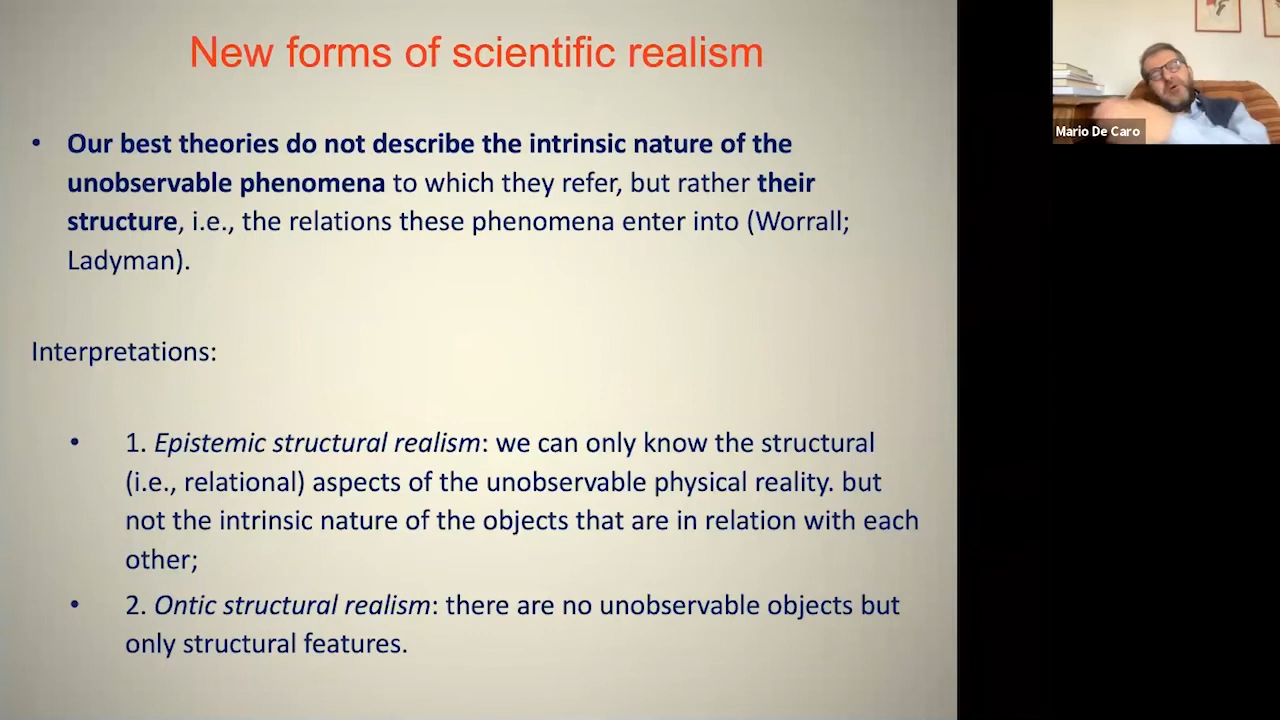 New forms of scientific realism
• Our best theories do not describe the intrinsic nature of the
unobservable phenomena to which they refer, but rather their
structure, i.e., the relations these phenomena enter into (Worrall;
Ladyman).
Interpretations:
• 1. Epistemic structural realism: we can only know the structural
(i.e., relational) aspects of the unobservable physical reality. but
not the intrinsic nature of the objects that are in relation with each
other;
• 2. Ontic structural realism: there are no unobservable objects but
only structural features.
Mario De Caro